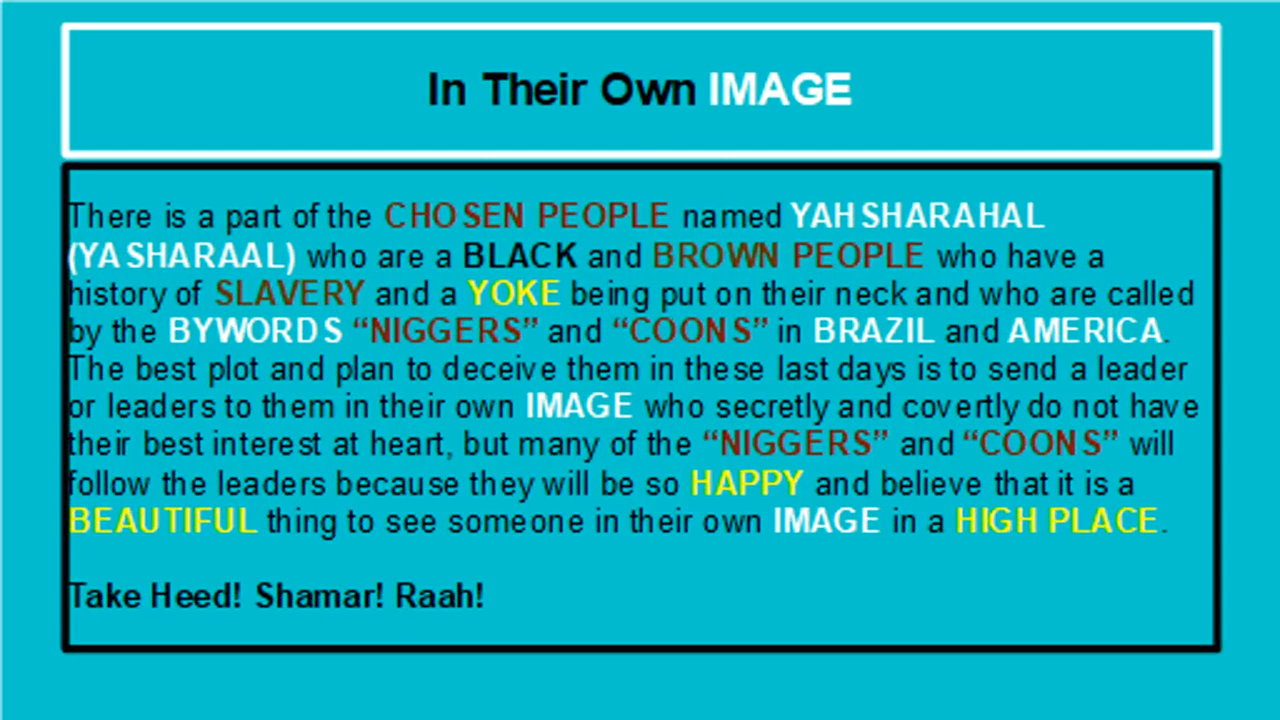 In Their Own IMAGE
There is a part of the CHOSEN PEOPLE named YAHSHARAHAL
(YASHARAAL) who are a BLACK and BROWN PEOPLE who have a
history of SLAVERY and a YOKE being put on their neck and who are called
by the BYWORDS “NIGGERS” and “COONS” in BRAZIL and AMERICA.
The best plot and plan to deceive them in these last days is to send a leader
or leaders to them in their own IMAGE who secretly and covertly do not have
their best interest at heart, but many of the “NIGGERS” and “COONS” will
follow the leaders because they will be so HAPPY and believe that it is a
BEAUTIFUL thing to see someone in their own IMAGE in a HIGH PLACE.
Take Heed! Shamar! Raah!